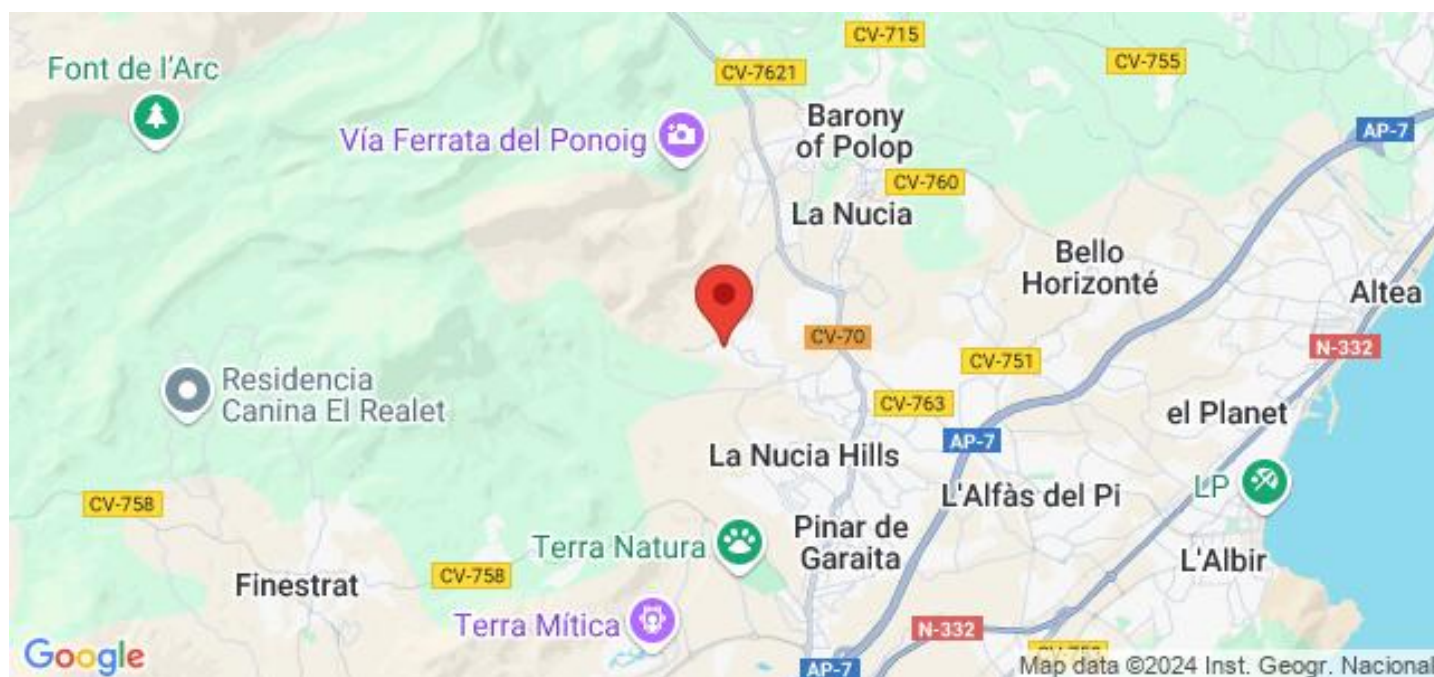 CV-715
Font de l'Arc
CV-7621
CV-755
Barony
of Polop
Vía Ferrata del Ponoig
AP-7
CV-760
La Nucia
Bello
Horizonté
Altea
CV-70
N-332
CV-751
Residencia
Canina El Realet
CV-763
el Planet
AP-7
La Nucia Hills
LP
L'Alfàs del Pi
CV-758
Pinar de
Garaita
Terra Natura
L'Albir
CV-758
Finestrat
Terra Mítica
N-332
Google
AP-7
Map data ©2024 Inst. Geogr. Nacional